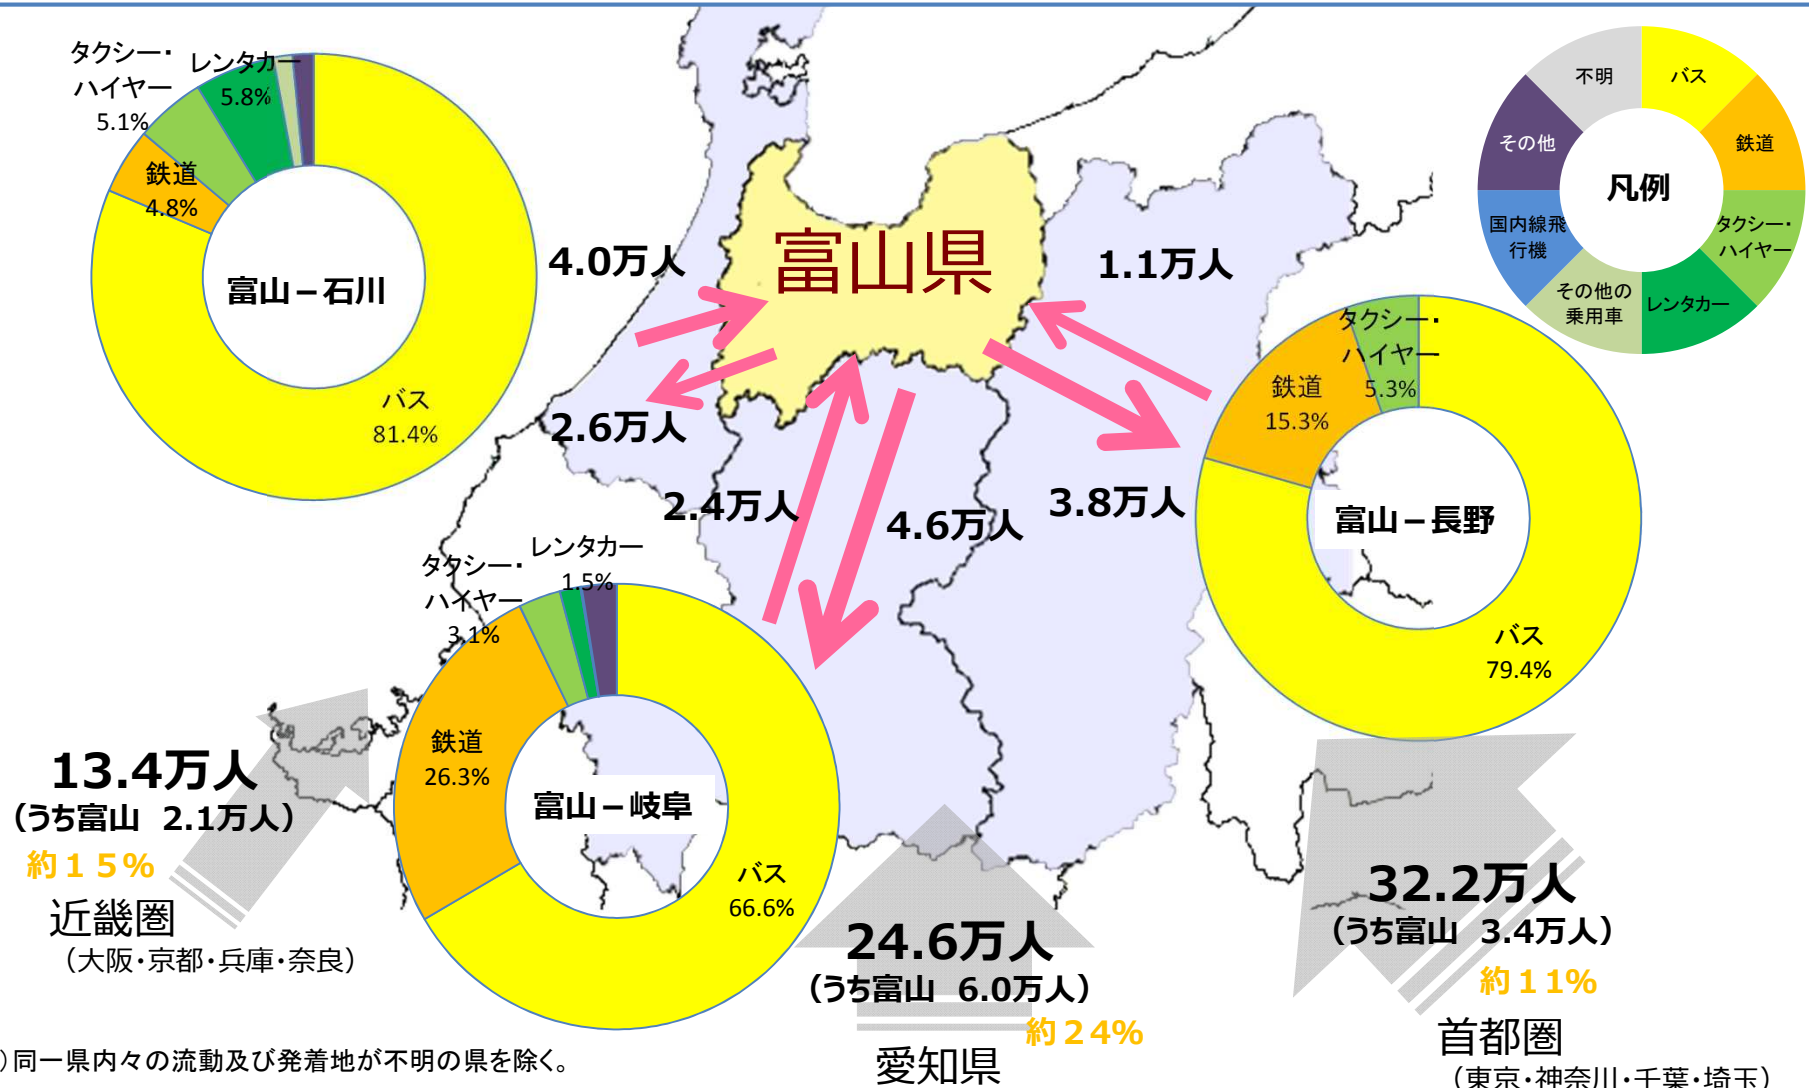 タクシー・
ハイヤー
5.1%
レンタカー
5.8%
鉄道
4.8%
富山－石川
バス
81.4%
不明
バス
その他
鉄道
凡例
国内線飛
行機
タクシー・
ハイヤー
その他の
乗用車
レンタカー
富山県
4.0万人
1.1万人
2.6万人
2.4万人
4.6万人
3.8万人
タクシー・
ハイヤー
5.3%
鉄道
15.3%
富山－長野
バス
79.4%
タクシー・
ハイヤー
3.1%
レンタカー
1.5%
鉄道
26.3%
富山－岐阜
バス
66.6%
13.4万人
（うち富山 2.1万人）
約１５%
近畿圏
（大阪・京都・兵庫・奈良）
24.6万人
（うち富山 6.0万人）
約２４%
愛知県
32.2万人
（うち富山 3.4万人）
約１１%
首都圏
（東京・神奈川・千葉・埼玉）
）同一県内々の流動及び発着地が不明の県を除く。